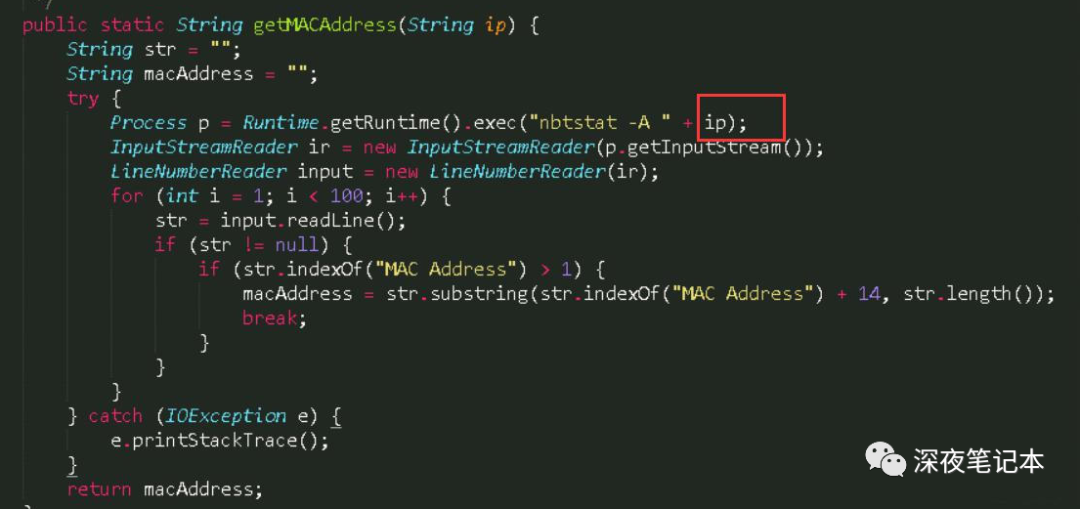 */
public static String getMACAddress(String ip) {
String str = "";
String macAddress = "";
try {
Process p = Runtime.getRuntime().exec("nbtstat -A " + ip);
InputStreamReader ir = new InputStreamReader(p.getInputStream());
LineNumberReader input = new LineNumberReader(ir);
for (int i = 1; i < 100; i++) {
str = input.readLine();
if (str != null) {
if (str.indexOf("MAC Address") > 1) {
macAddress = str.substring(str.indexOf("MAC Address") + 14, str.length());
break;
}
}
}
} catch (IOException e) {
e.printStackTrace();
}
return macAddress;
}
深夜笔记本